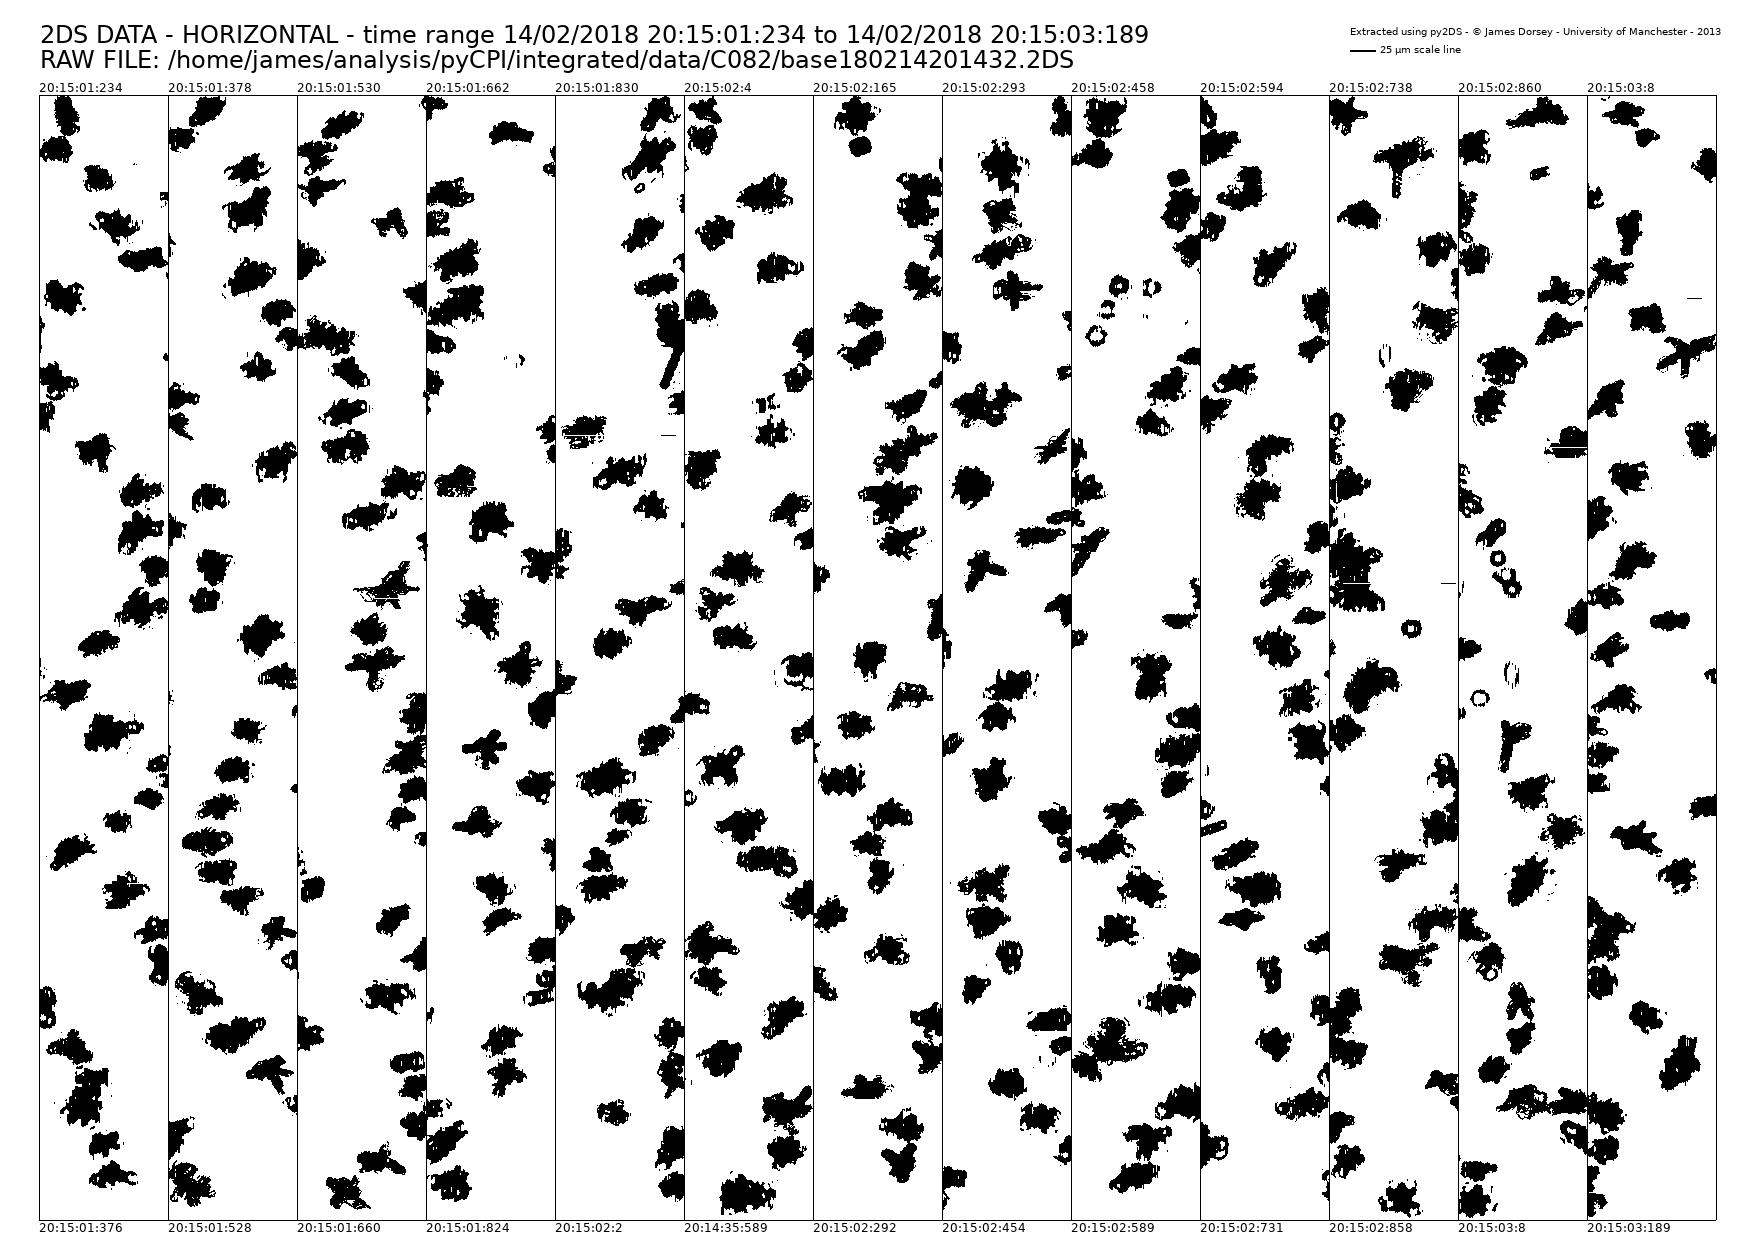 2DS DATA - HORIZONTAL - time range 14/02/2018 20:15:01:234 to 14/02/2018 20:15:03:189
RAW FILE: /home/james/analysis/pyCPI/integrated/data/C082/base180214201432.2DS
Extracted using py2DS - © James Dorsey - University of Manchester - 2013
25 µm scale line
20:15:01:234 20:15:01:378 20:15:01:530 20:15:01:662 20:15:01:830 20:15:02:4 20:15:02:165 20:15:02:293 20:15:02:458 20:15:02:594 20:15:02:738 20:15:02:860 20:15:03:8
20:15:01:376 20:15:01:528 20:15:01:660 20:15:01:824 20:15:02:2 20:14:35:589 20:15:02:292 20:15:02:454 20:15:02:589 20:15:02:731 20:15:02:858 20:15:03:8 20:15:03:189